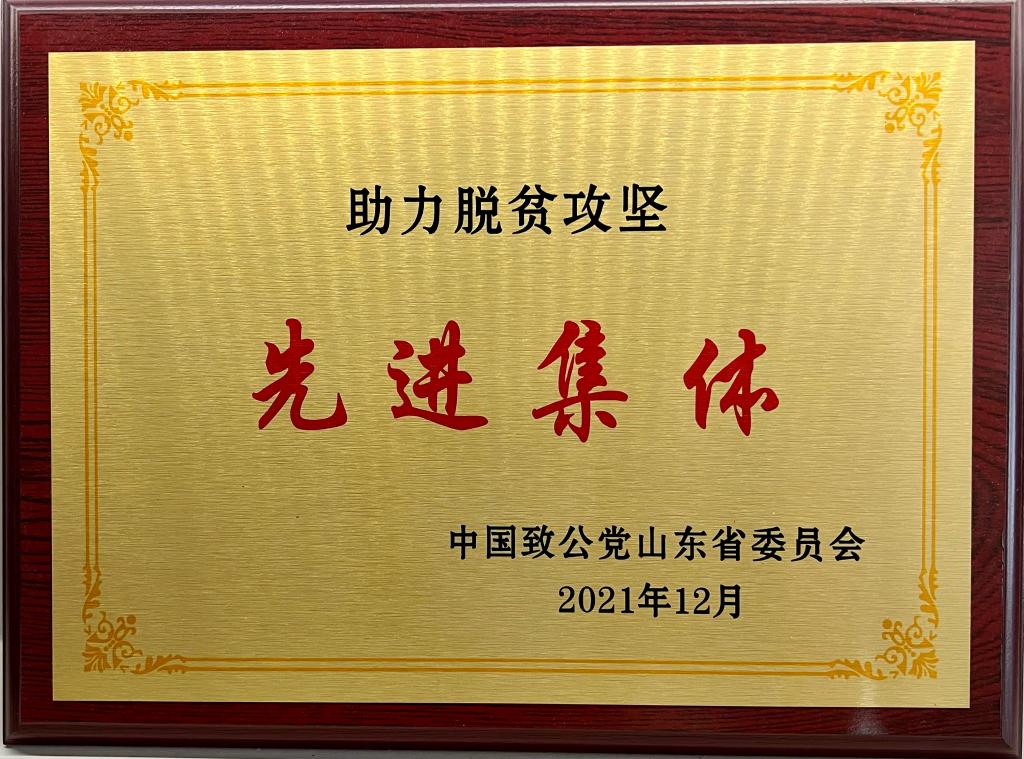 助力脱贫攻坚
先进集体
中国致公党山东省委员会
2021年12月